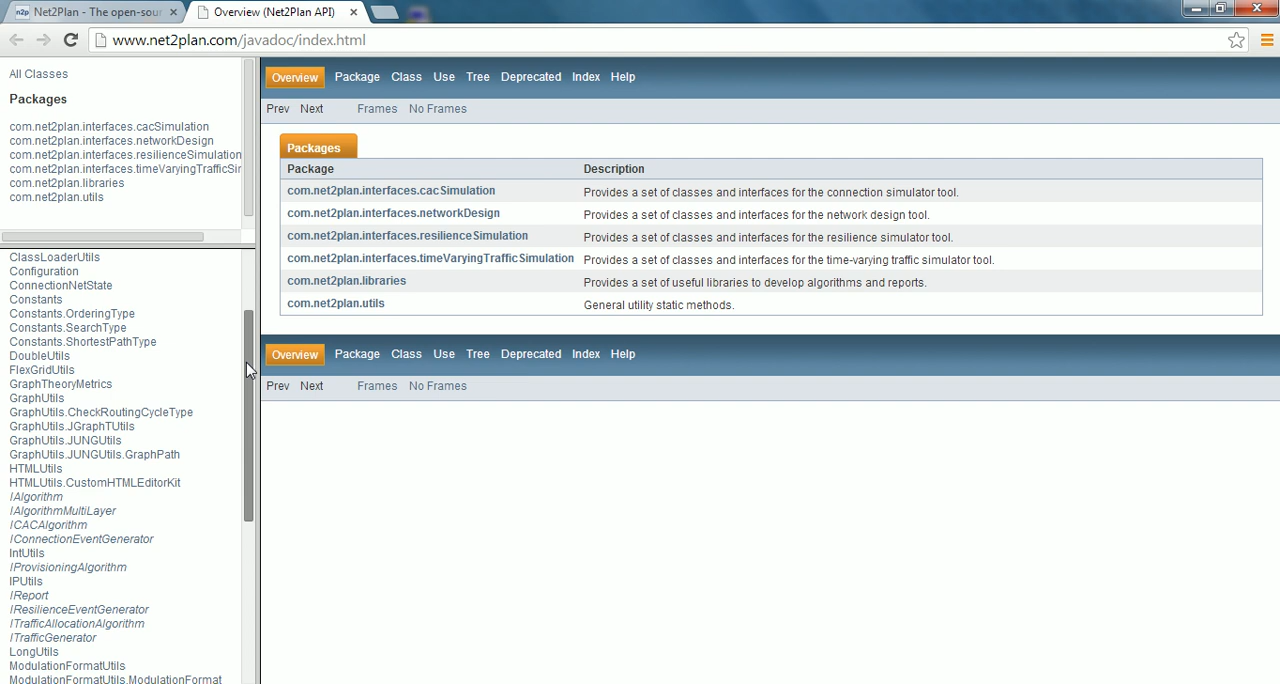 Net2Plan - The open-sour
Overview (Net2Plan API)
www.net2plan.com/javadoc/index.html
All Classes
Packages
com.net2plan.interfaces.cacSimulation
com.net2plan.interfaces.networkDesign
com.net2plan.interfaces.resilienceSimulation
com.net2plan.interfaces.timeVaryingTrafficSir
com.net2plan.libraries
com.net2plan.utils
ClassLoaderUtils
Configuration
ConnectionNetState
Constants
Constants.OrderingType
Constants.SearchType
Constants.ShortestPathType
DoubleUtils
FlexGridUtils
GraphTheoryMetrics
GraphUtils
GraphUtils.CheckRoutingCycleType
GraphUtils.JGraphTUtils
GraphUtils.JUNGUtils
GraphUtils.JUNGUtils.GraphPath
HTMLUtils
HTMLUtils.CustomHTMLEditorKit
IAlgorithm
IAlgorithmMultiLayer
ICACAlgorithm
IConnectionEventGenerator
IntUtils
IProvisioningAlgorithm
IPUtils
IReport
IResilienceEventGenerator
ITrafficAllocationAlgorithm
ITrafficGenerator
LongUtils
ModulationFormatUtils
ModulationFormatUtils.ModulationFormat
Overview Package Class Use Tree Deprecated Index Help
Prev Next Frames No Frames
Packages
Package Description
com.net2plan.interfaces.cacSimulation Provides a set of classes and interfaces for the connection simulator tool.
com.net2plan.interfaces.networkDesign Provides a set of classes and interfaces for the network design tool.
com.net2plan.interfaces.resilienceSimulation Provides a set of classes and interfaces for the resilience simulator tool.
com.net2plan.interfaces.timeVaryingTrafficSimulation Provides a set of classes and interfaces for the time-varying traffic simulator tool.
com.net2plan.libraries Provides a set of useful libraries to develop algorithms and reports.
com.net2plan.utils General utility static methods.
Overview Package Class Use Tree Deprecated Index Help
Prev Next Frames No Frames